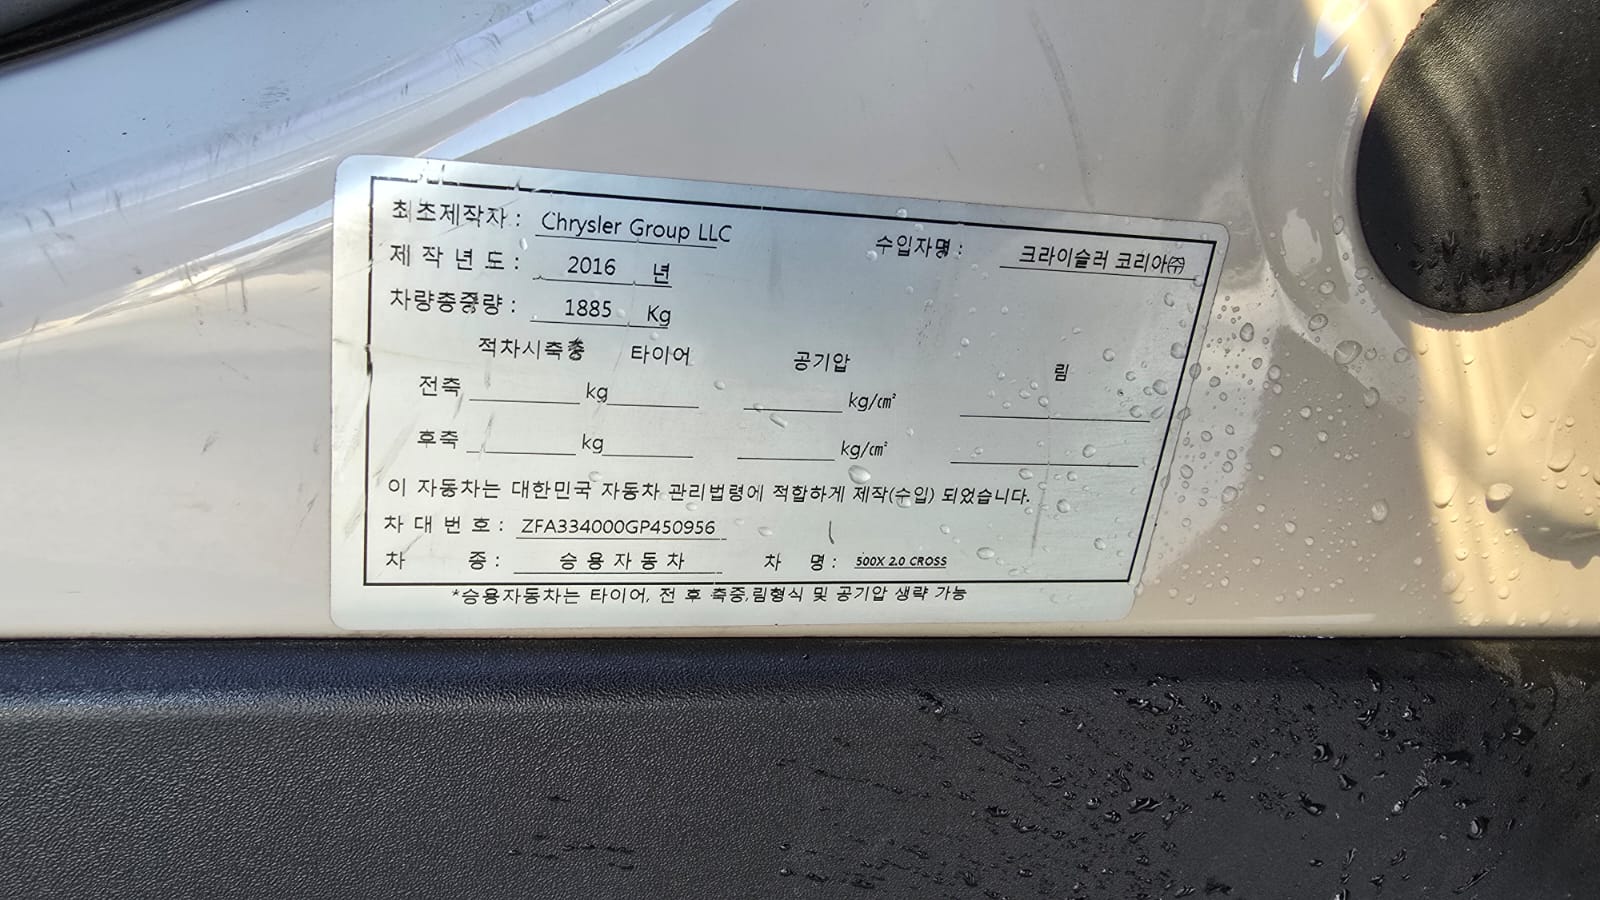 최초제작자 : Chrysler Group LLC 수입자명 : 크라이슬러 코리아㈜
제 작 년 도 : 2016 년
차량총중량 : 1885 Kg
적차시축중 타이어 공기압 림
전축 kg kg/㎠
후축 kg kg/㎠
이 자동차는 대한민국 자동차 관리법령에 적합하게 제작(수입) 되었습니다.
차 대 번 호 : ZFA334000GP450956
차 종 : 승 용 자 동 차 차 명 : 500X 2.0 CROSS
*승용자동차는 타이어, 전 후 축중,림형식 및 공기압 생략 가능